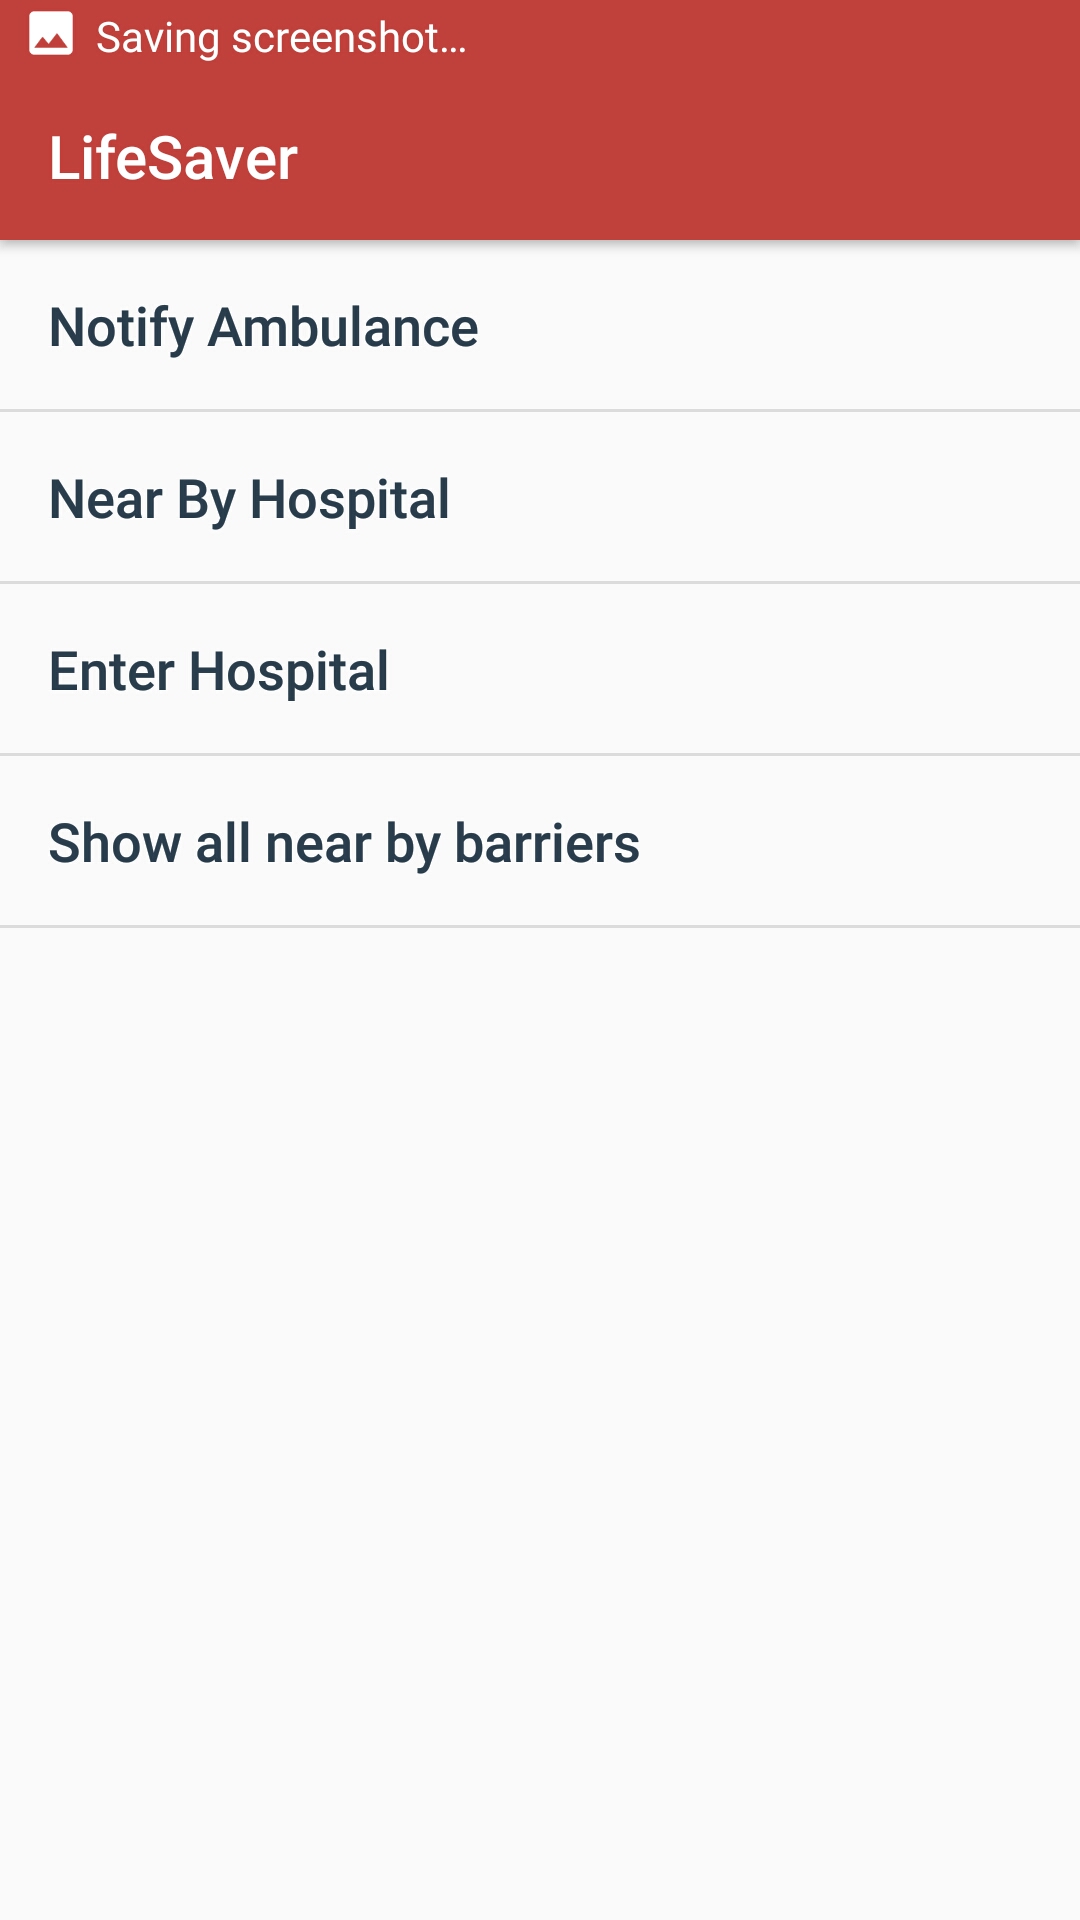 Saving screenshot...
LifeSaver
Notify Ambulance
Near By Hospital
Enter Hospital
Show all near by barriers